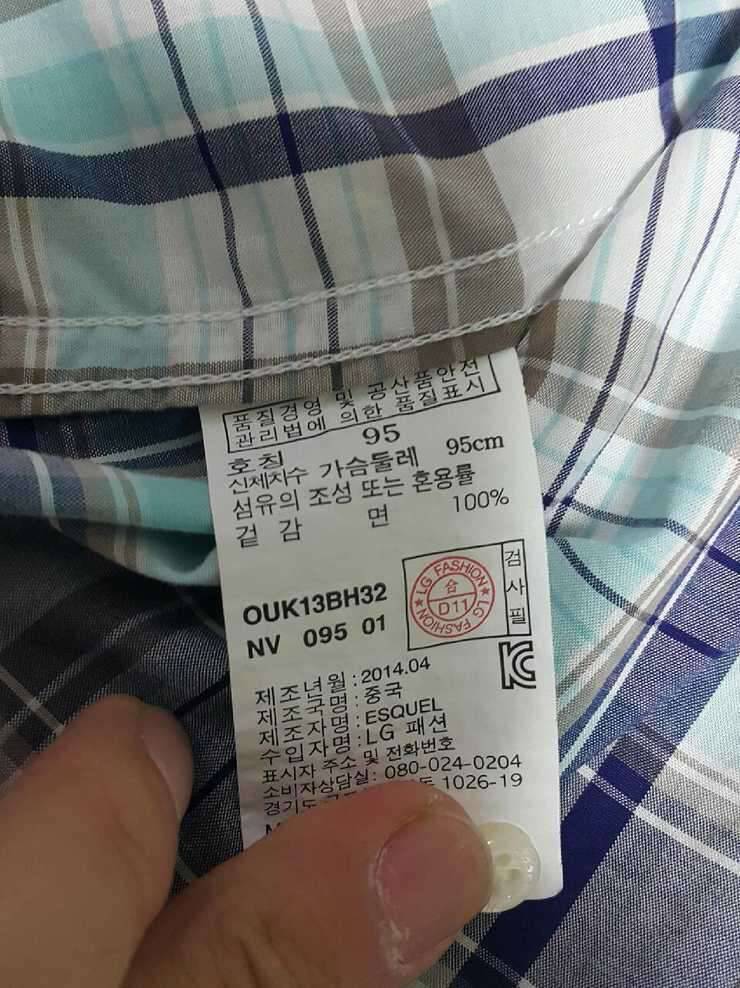 품질경영 및 공산품안전
관리법에 의한 품질표시
호칭 95
신체치수 가슴둘레 95cm
섬유의 조성 또는 혼용률
겉 감 면 100%
OUK13BH32
NV 095 01
LG FASHION
合
D11
LG FASHION
검사필
제조년월 : 2014.04
제조국명 : 중국
제조자명 : ESQUEL
수입자명 : LG 패션
표시자 주소 및 전화번호
소비자상담실 : 080-024-0204
경기도 1026-19